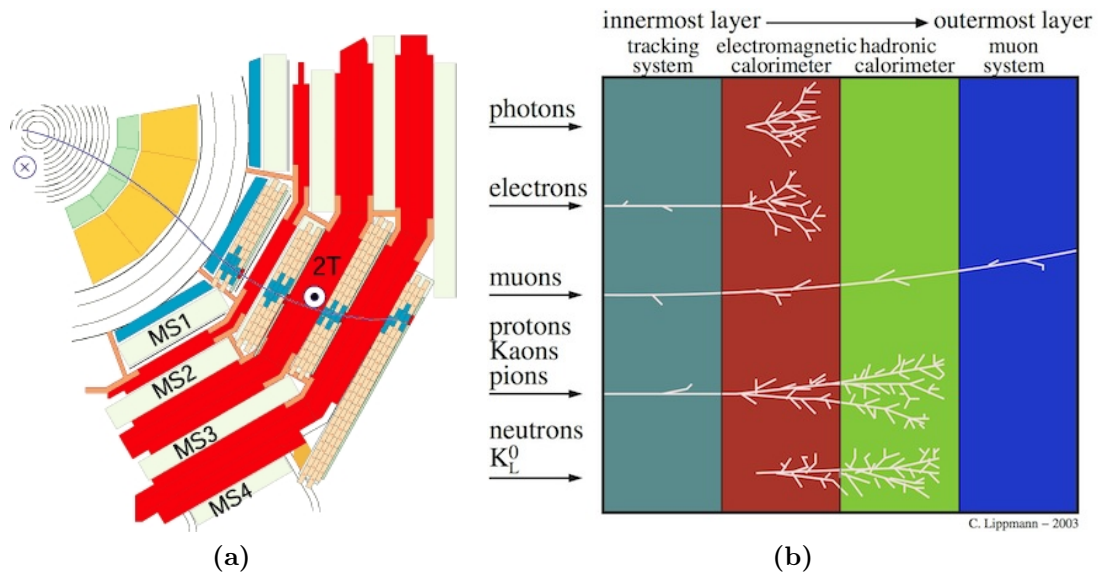 2T
MS1
MS2
MS3
MS4
(a)
innermost layer
outermost layer
tracking
system
electromagnetic
calorimeter
hadronic
calorimeter
muon
system
photons
electrons
muons
protons
Kaons
pions
neutrons
K⁰L
C. Lippmann – 2003
(b)